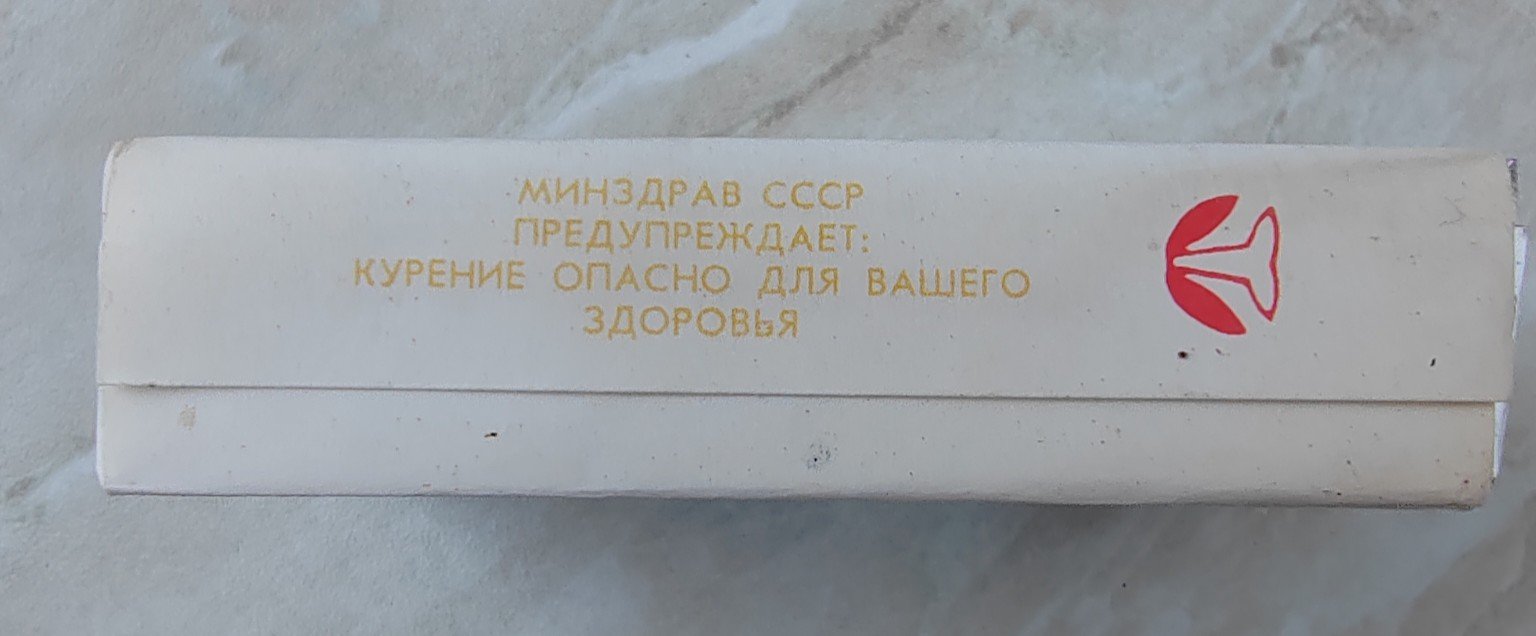 МИНЗДРАВ СССР
ПРЕДУПРЕЖДАЕТ:
КУРЕНИЕ ОПАСНО ДЛЯ ВАШЕГО
ЗДОРОВЬЯ